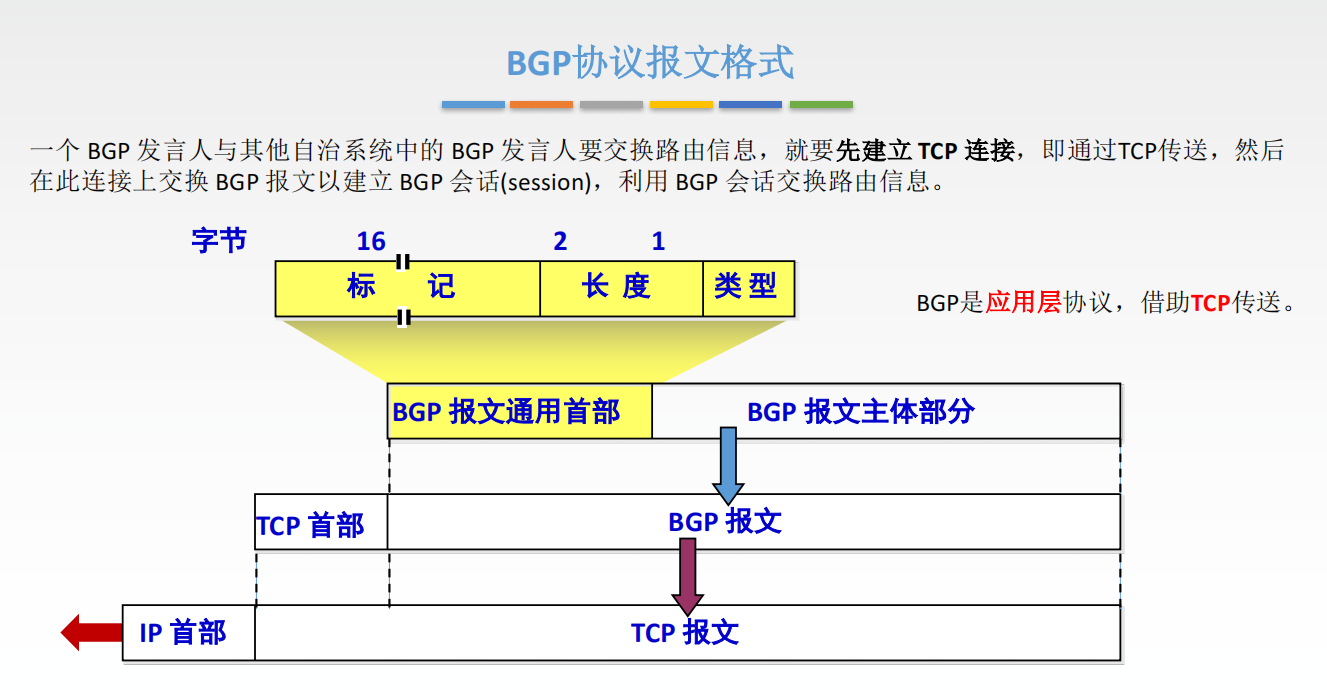 BGP协议报文格式
一个 BGP 发言人与其他自治系统中的 BGP 发言人要交换路由信息，就要先建立 TCP 连接，即通过TCP传送，然后
在此连接上交换 BGP 报文以建立 BGP 会话(session)，利用 BGP 会话交换路由信息。
字节 16 2 1
标 记 长 度 类 型
BGP是应用层协议，借助TCP传送。
BGP 报文通用首部 BGP 报文主体部分
TCP 首部 BGP 报文
IP 首部 TCP 报文